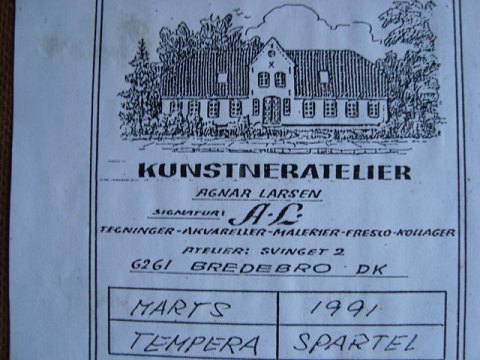 KUNSTNERATELIER
AGNAR LARSEN
SIGNATUR: A-L-
TEGNINGER-AKVARELLER-MALERIER-FRESCO-KOLLAGER
ATELIER: SVINGET 2
6261 BREDEBRO DK
MARTS 1991
TEMPERA SPARTEL